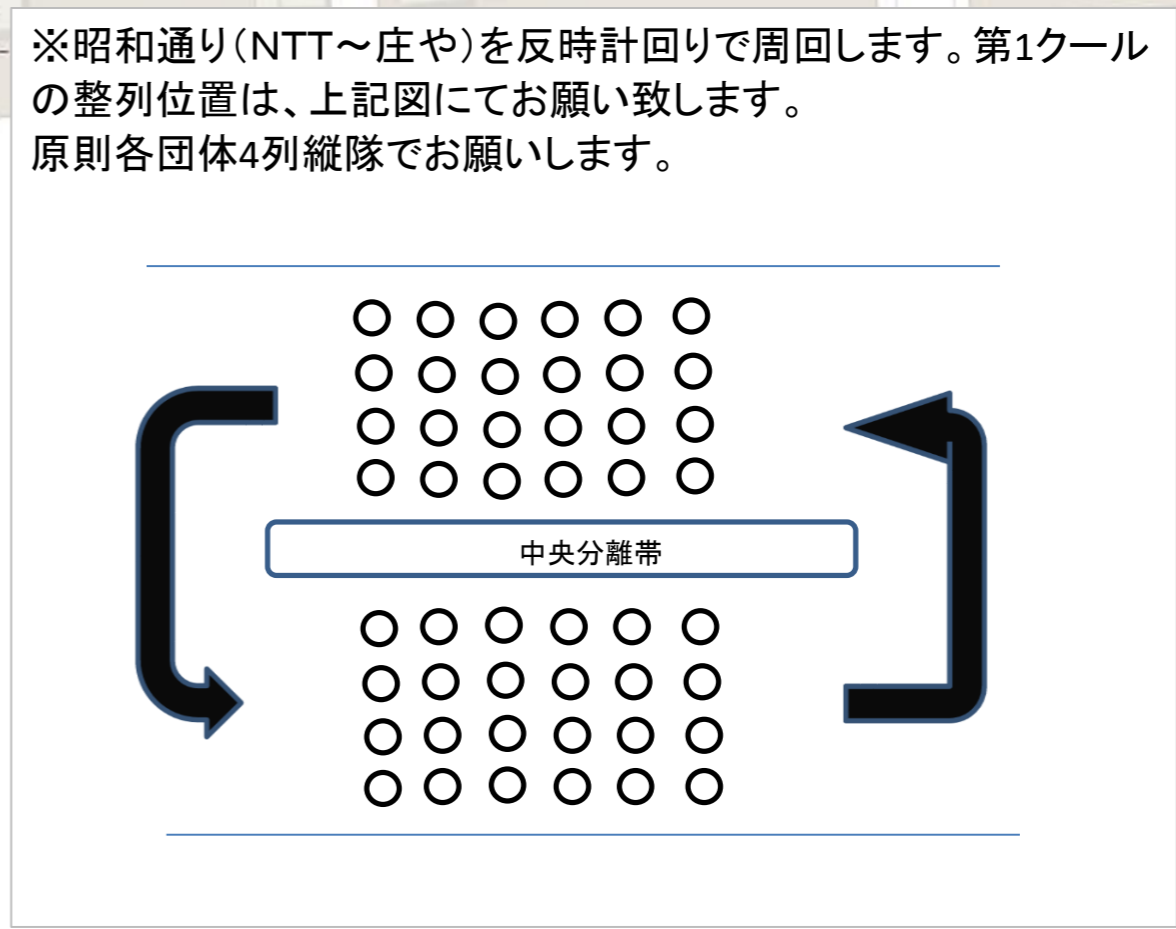 ※昭和通り(NTT～庄や)を反時計回りで周回します。第1クール
の整列位置は、上記図にてお願い致します。
原則各団体4列縦隊でお願いします。
中央分離帯